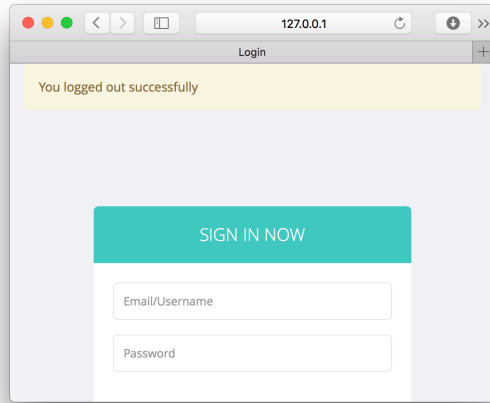 127.0.0.1
Login
You logged out successfully
SIGN IN NOW
Email/Username
Password